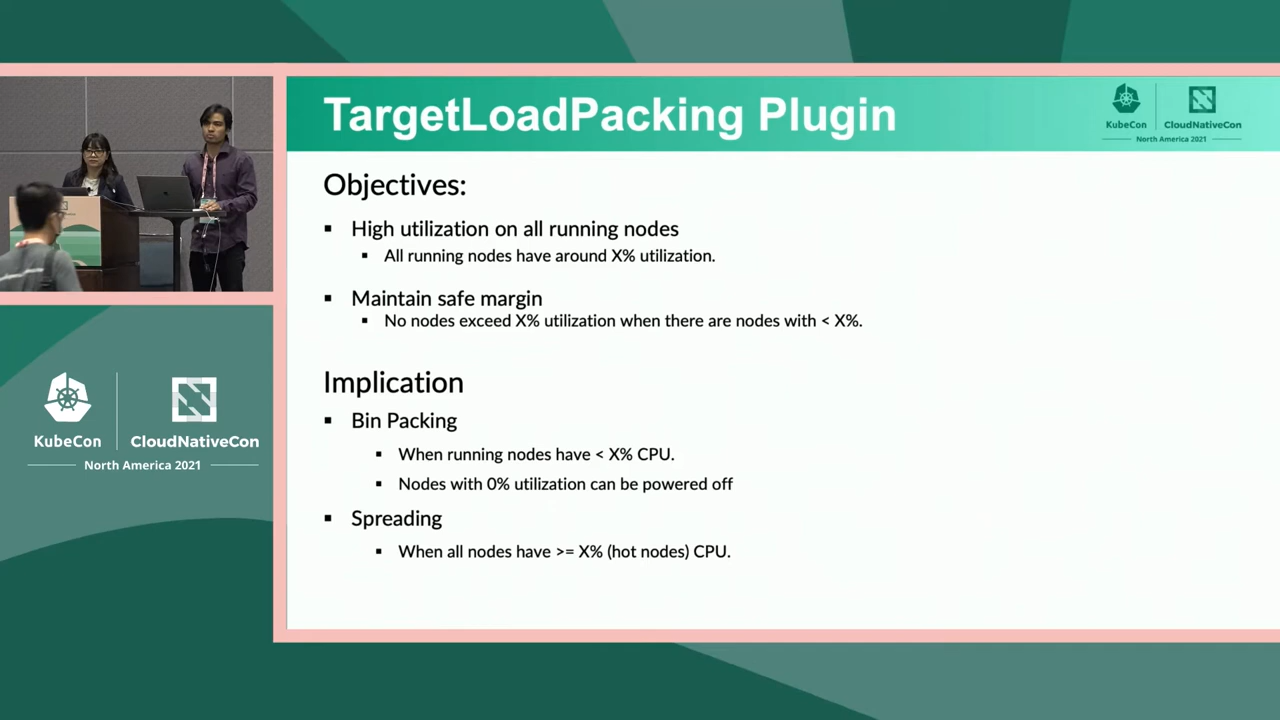 TargetLoadPacking Plugin
KubeCon
CloudNativeCon
North America 2021
Objectives:
▪ High utilization on all running nodes
▪ All running nodes have around X% utilization.
▪ Maintain safe margin
▪ No nodes exceed X% utilization when there are nodes with < X%.
Implication
▪ Bin Packing
▪ When running nodes have < X% CPU.
▪ Nodes with 0% utilization can be powered off
▪ Spreading
▪ When all nodes have >= X% (hot nodes) CPU.
KubeCon
CloudNativeCon
North America 2021